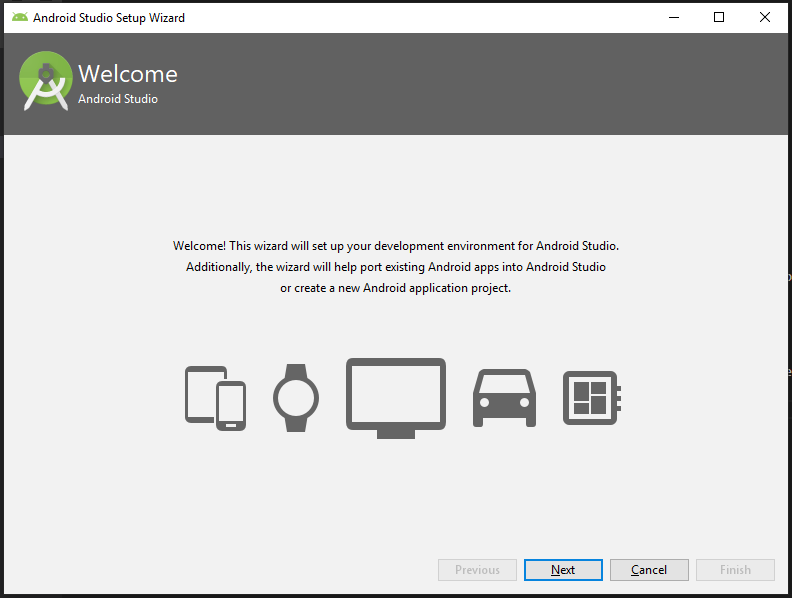 Android Studio Setup Wizard
Welcome
Android Studio
Welcome! This wizard will set up your development environment for Android Studio.
Additionally, the wizard will help port existing Android apps into Android Studio
or create a new Android application project.
Previous
Next
Cancel
Finish